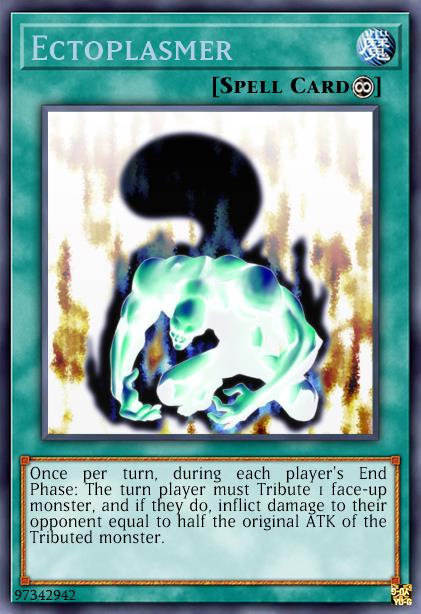 Ectoplasmer
[Spell Card♾]
Once per turn, during each player's End
Phase: The turn player must Tribute 1 face-up
monster, and if they do, inflict damage to their
opponent equal to half the original ATK of the
Tributed monster.
97342942